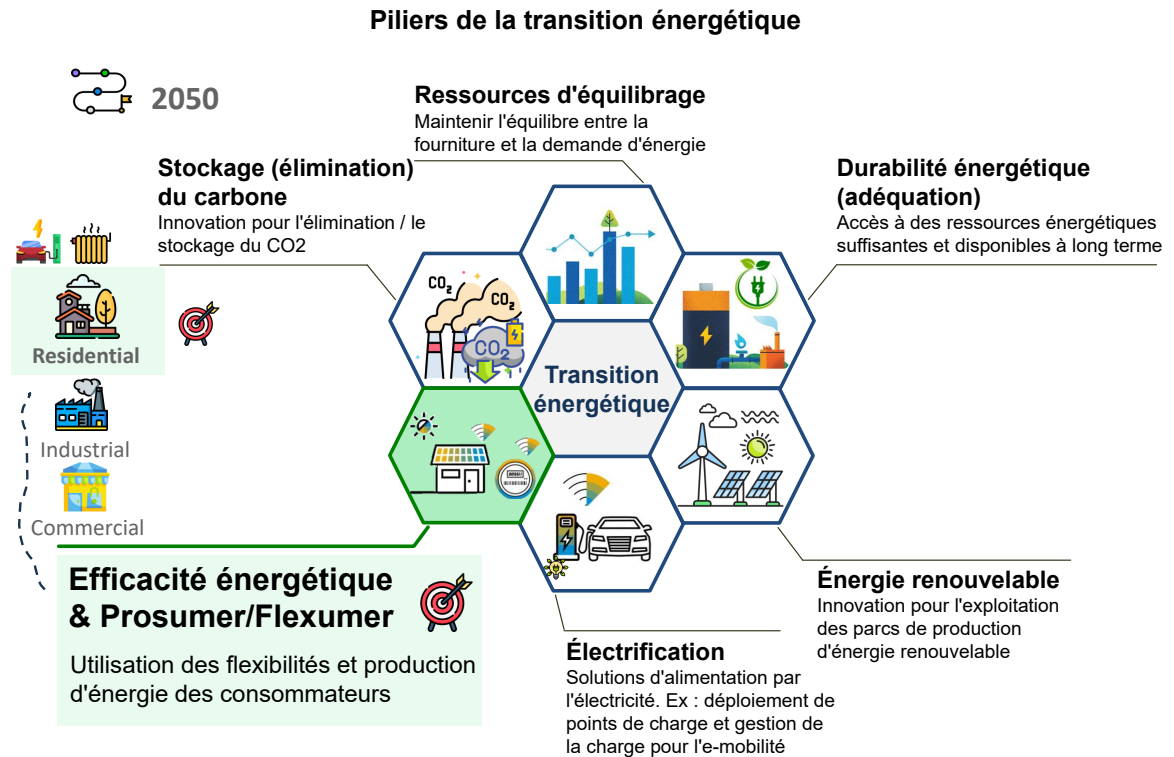 Piliers de la transition énergétique
2050
Ressources d'équilibrage
Maintenir l'équilibre entre la
fourniture et la demande d'énergie
Stockage (élimination)
du carbone
Innovation pour l'élimination / le
stockage du CO2
Durabilité énergétique
(adéquation)
Accès à des ressources énergétiques
suffisantes et disponibles à long terme
CO₂
CO₂
CO₂
Transition
énergétique
Residential
Industrial
Commercial
Efficacité énergétique
& Prosumer/Flexumer
Utilisation des flexibilités et production
d'énergie des consommateurs
Énergie renouvelable
Innovation pour l'exploitation
des parcs de production
d'énergie renouvelable
Électrification
Solutions d'alimentation par
l'électricité. Ex : déploiement de
points de charge et gestion de
la charge pour l'e-mobilité